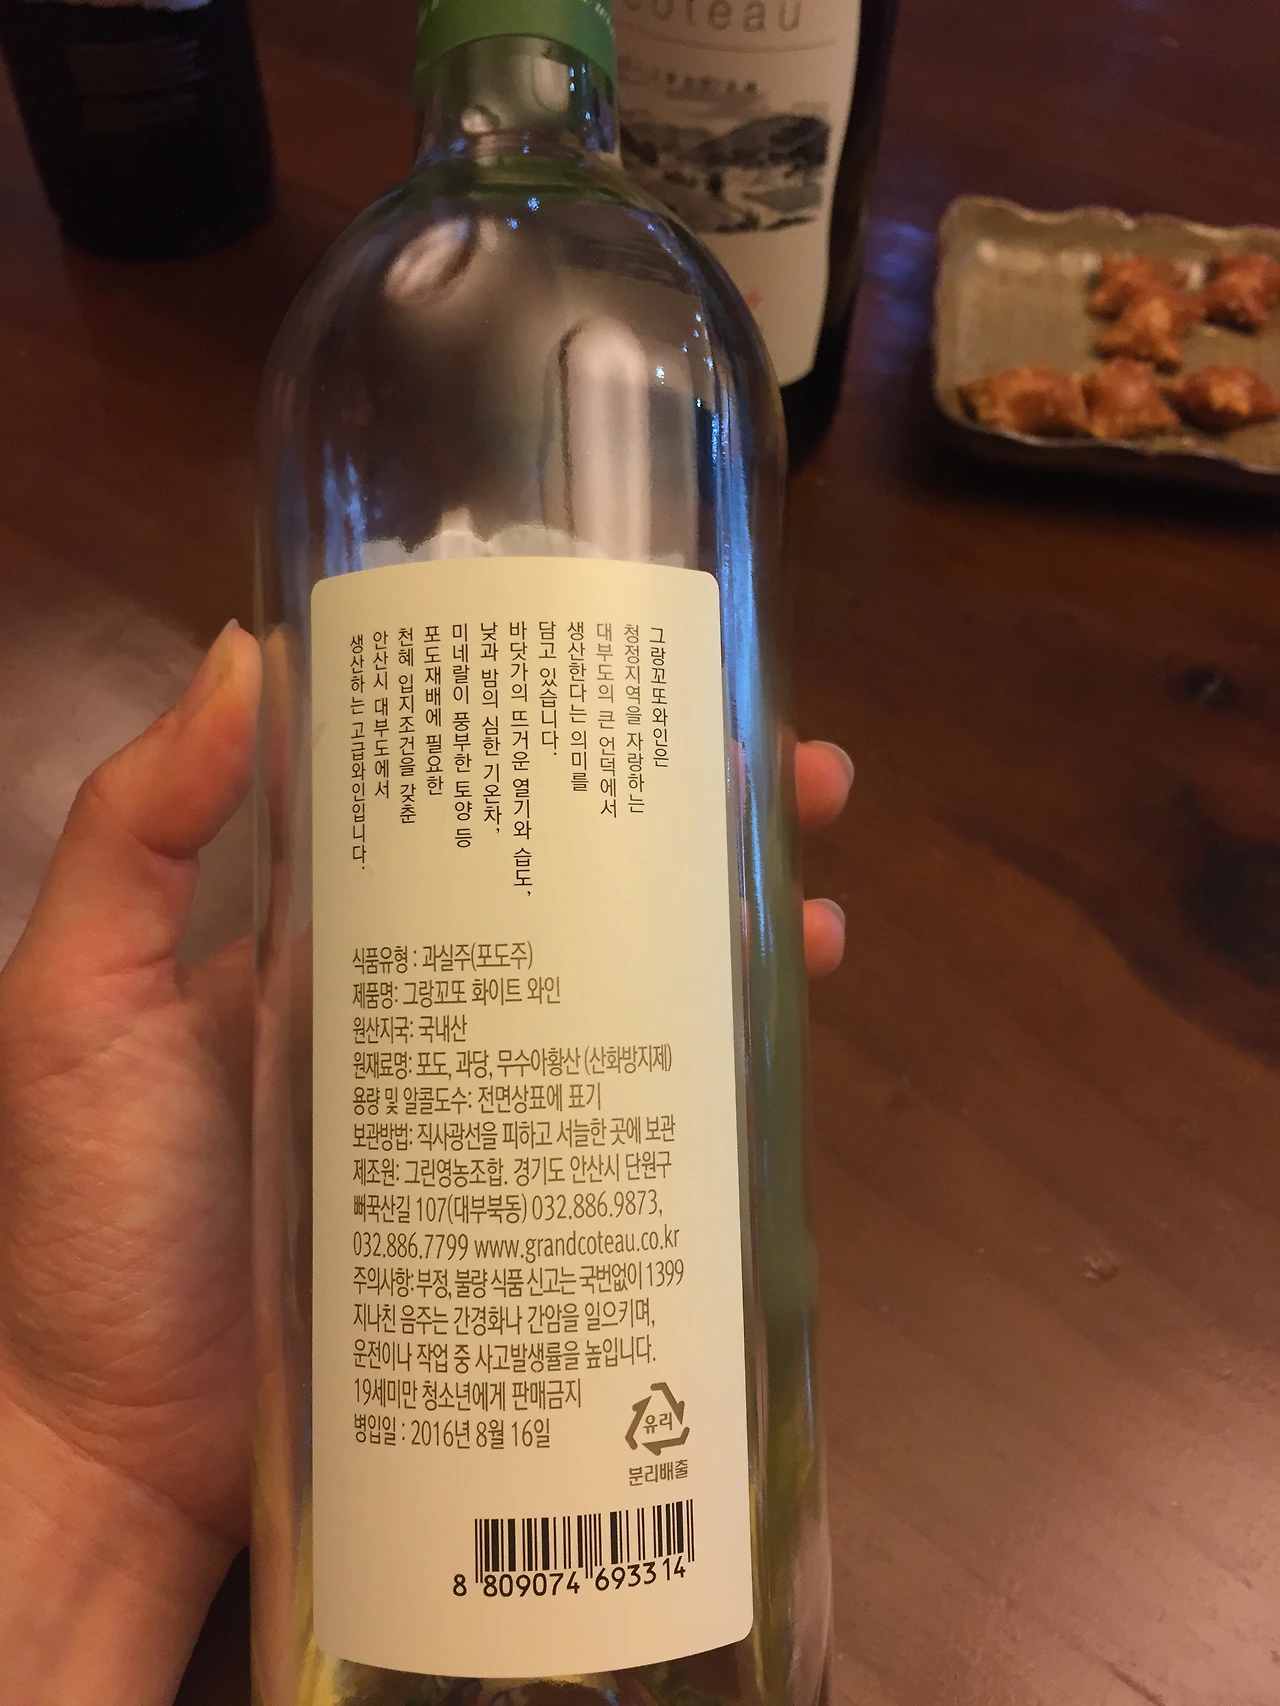 coteau
그랑꼬또와인은
청정지역을 자랑하는
대부도의 큰 언덕에서
생산한다는 의미를
담고 있습니다.
바닷가의 뜨거운 열기와 습도,
낮과 밤의 심한 기온차,
미네랄이 풍부한 토양 등
포도재배에 필요한
천혜 입지조건을 갖춘
안산시 대부도에서
생산하는 고급와인입니다.
식품유형 : 과실주(포도주)
제품명: 그랑꼬또 화이트 와인
원산지국: 국내산
원재료명: 포도, 과당, 무수아황산 (산화방지제)
용량 및 알콜도수: 전면상표에 표기
보관방법: 직사광선을 피하고 서늘한 곳에 보관
제조원: 그린영농조합. 경기도 안산시 단원구
뻐꾹산길 107(대부북동) 032.886.9873,
032.886.7799 www.grandcoteau.co.kr
주의사항: 부정, 불량 식품 신고는 국번없이 1399
지나친 음주는 간경화나 간암을 일으키며,
운전이나 작업 중 사고발생률을 높입니다.
19세미만 청소년에게 판매금지
병입일 : 2016년 8월 16일
유리
분리배출
8 809074 693314